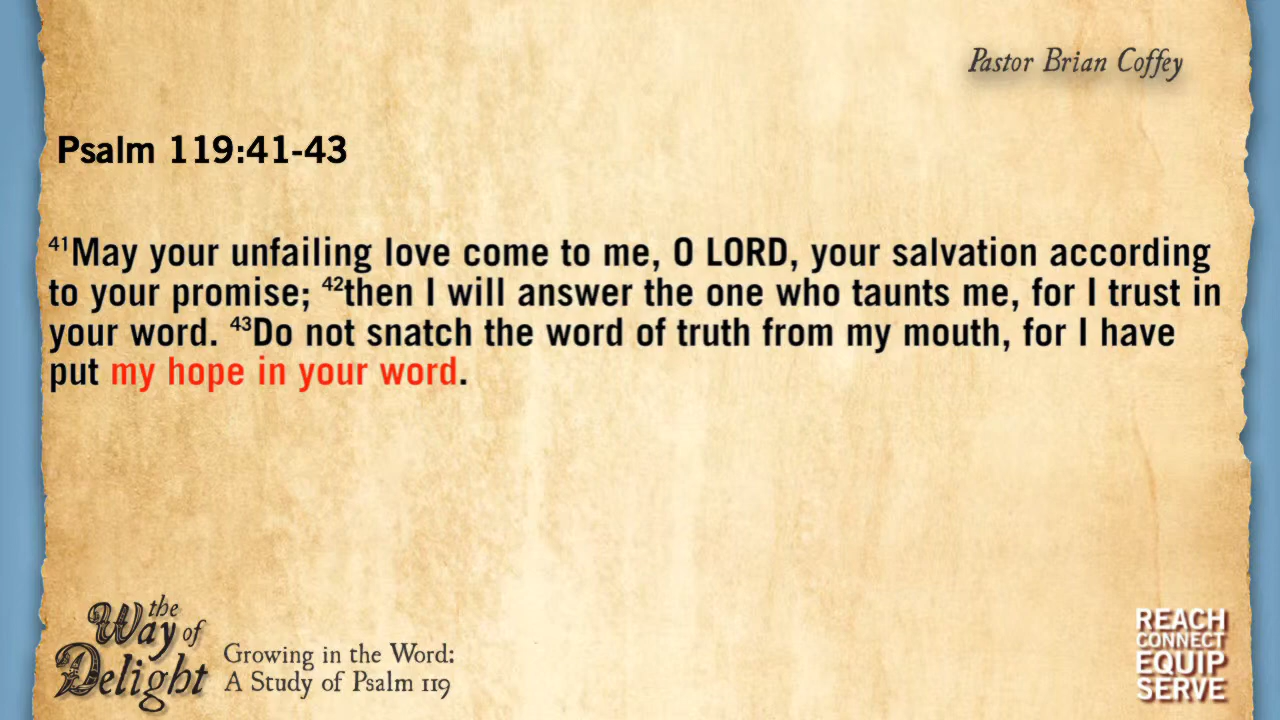 Pastor Brian Coffey
Psalm 119:41-43
⁴¹May your unfailing love come to me, O LORD, your salvation according
to your promise; ⁴²then I will answer the one who taunts me, for I trust in
your word. ⁴³Do not snatch the word of truth from my mouth, for I have
put my hope in your word.
the
Way of
Delight
Growing in the Word:
A Study of Psalm 119
REACH
CONNECT
EQUIP
SERVE